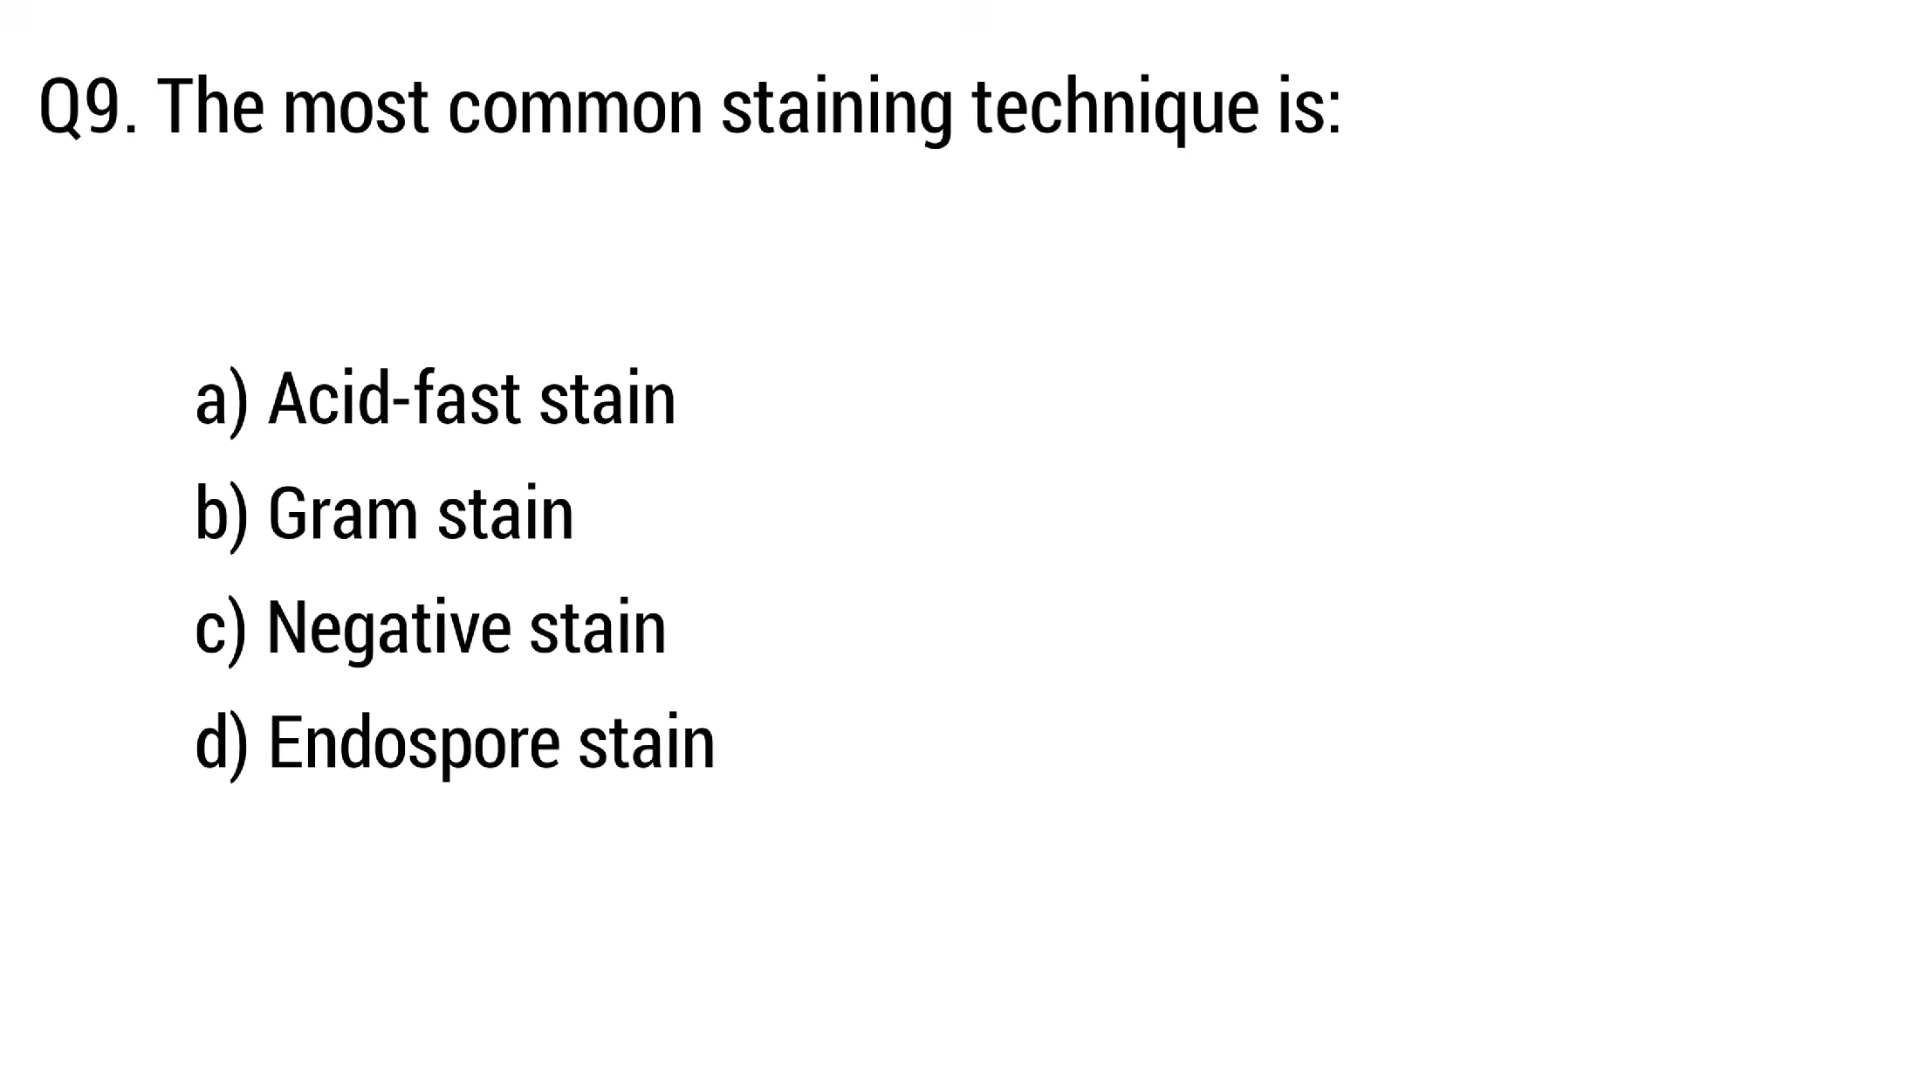 Q9. The most common staining technique is:
a) Acid-fast stain
b) Gram stain
c) Negative stain
d) Endospore stain